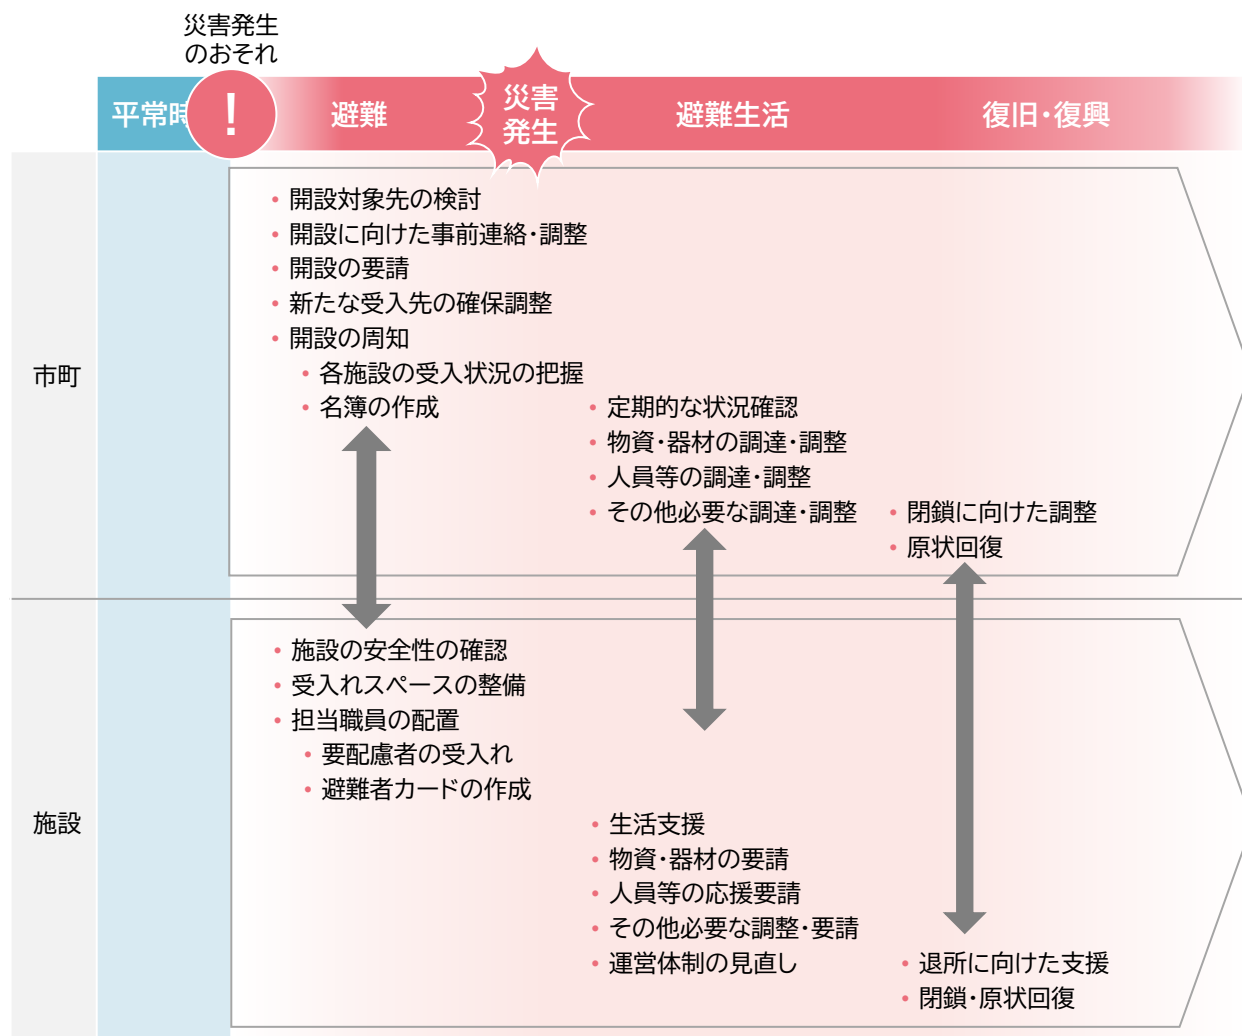 災害発生
のおそれ
平常時
!
避難
災害
発生
避難生活
復旧・復興
市町
・開設対象先の検討
・開設に向けた事前連絡・調整
・開設の要請
・新たな受入先の確保調整
・開設の周知
・各施設の受入状況の把握
・名簿の作成
・定期的な状況確認
・物資・器材の調達・調整
・人員等の調達・調整
・その他必要な調達・調整
・閉鎖に向けた調整
・原状回復
施設
・施設の安全性の確認
・受入れスペースの整備
・担当職員の配置
・要配慮者の受入れ
・避難者カードの作成
・生活支援
・物資・器材の要請
・人員等の応援要請
・その他必要な調整・要請
・運営体制の見直し
・退所に向けた支援
・閉鎖・原状回復